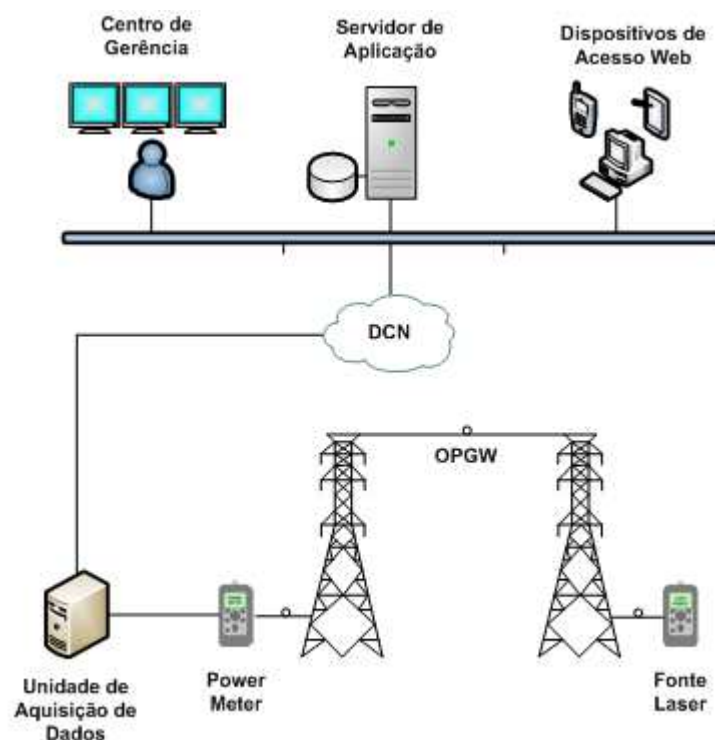 Centro de
Gerência
Servidor de
Aplicação
Dispositivos de
Acesso Web
DCN
OPGW
Unidade de
Aquisição de
Dados
Power
Meter
Fonte
Laser